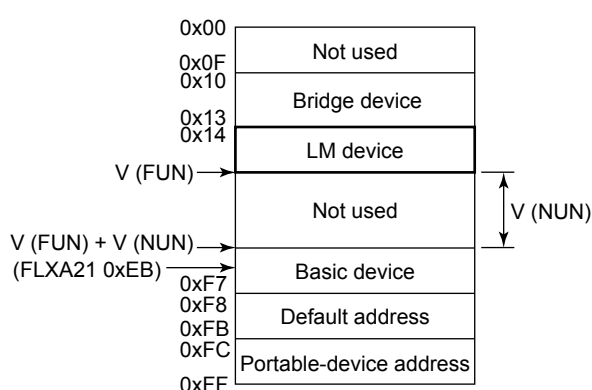 0x00
Not used
0x0F
0x10
Bridge device
0x13
0x14
LM device
V (FUN)
Not used
V (NUN)
V (FUN) + V (NUN)
(FLXA21 0xEB)
Basic device
0xF7
0xF8
Default address
0xFB
0xFC
Portable-device address
0xFF